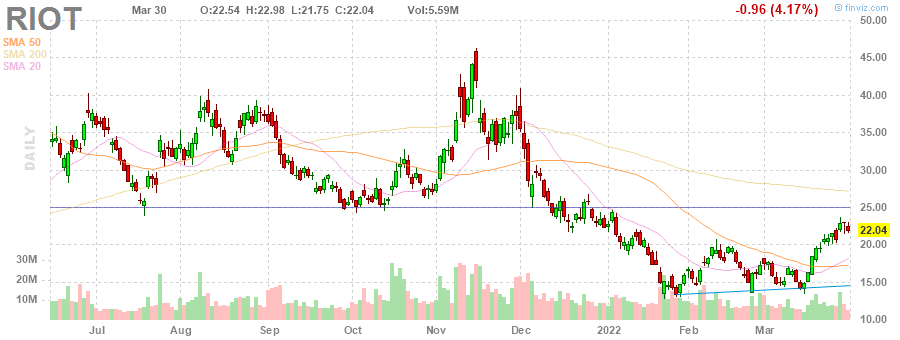 RIOT
Mar 30 O:22.54 H:22.98 L:21.75 C:22.04 Vol:5.59M -0.96 (4.17%) © finviz.com
SMA 50
SMA 200
SMA 20
DAILY
50.00
45.00
40.00
35.00
30.00
25.00
22.04
20.00
15.00
10.00
30M
20M
10M
Jul Aug Sep Oct Nov Dec 2022 Feb Mar